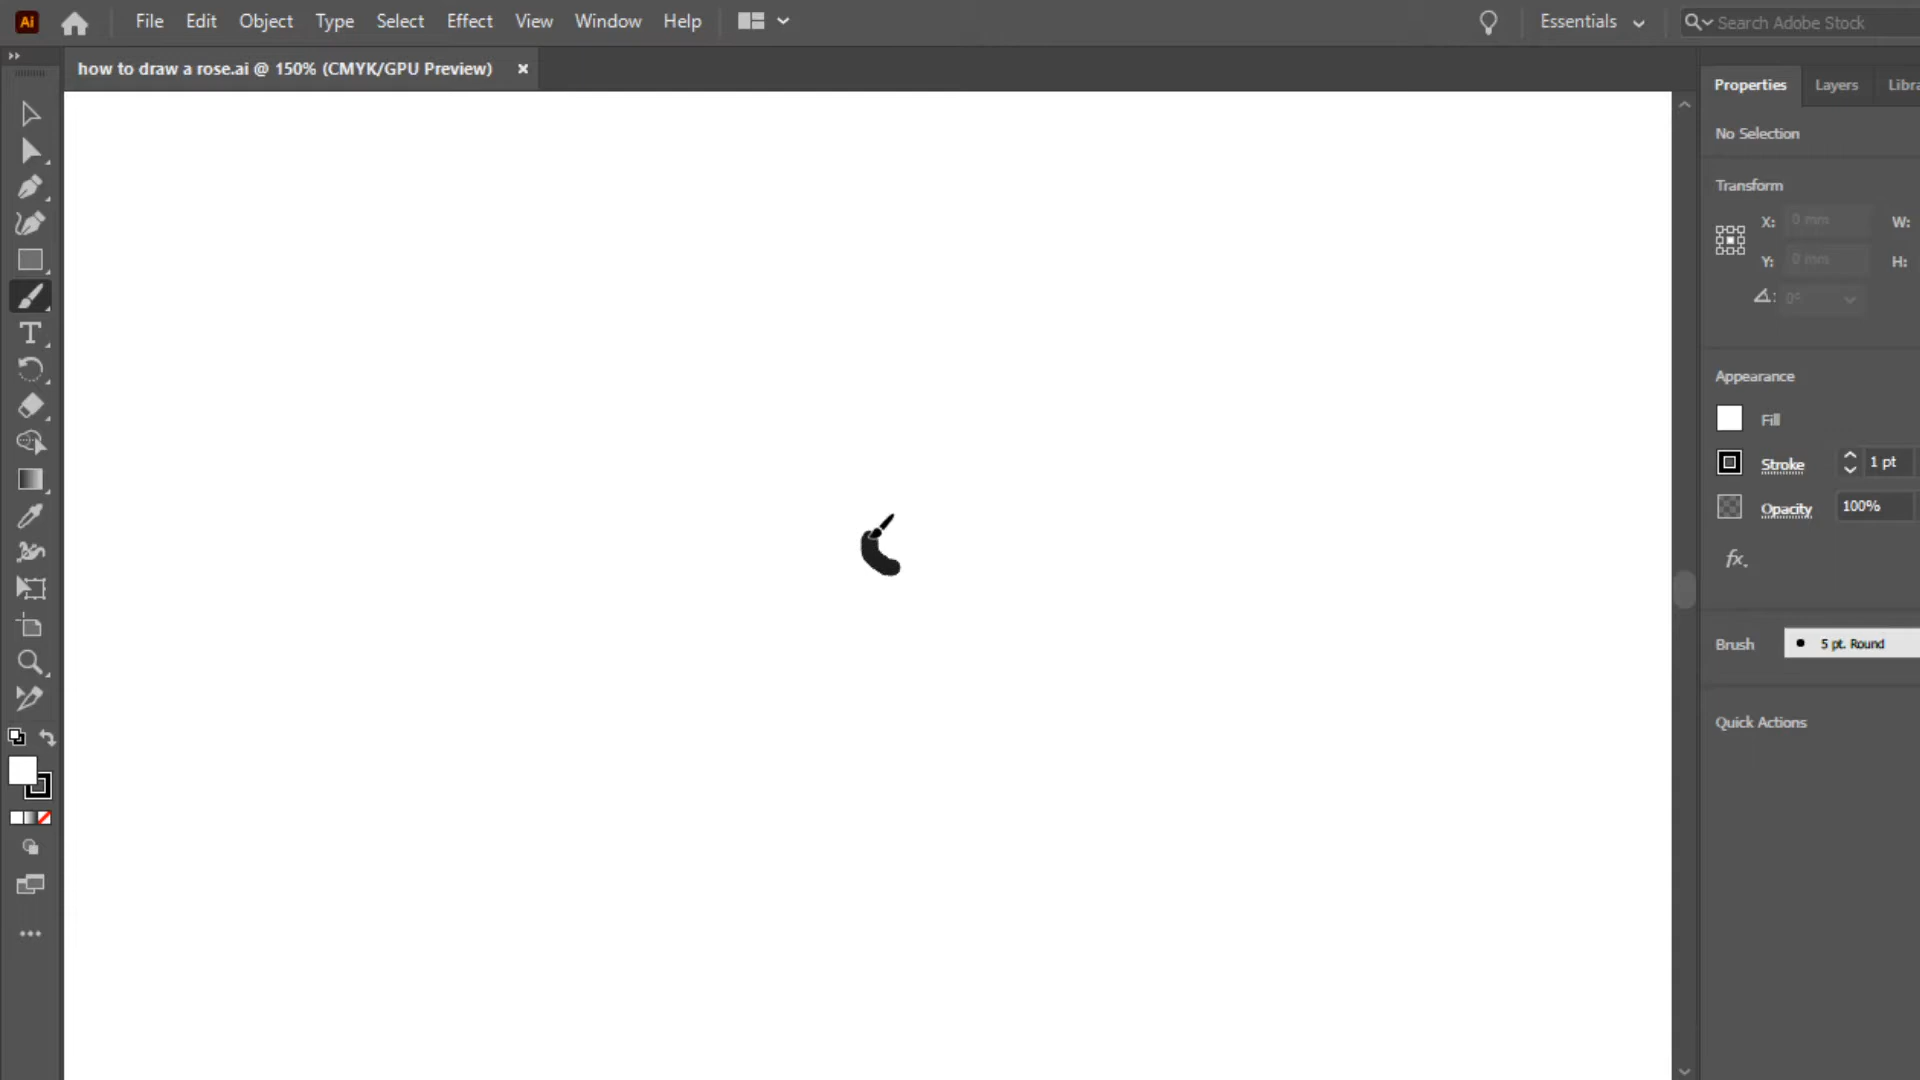 Ai File Edit Object Type Select Effect View Window Help Essentials Search Adobe Stock
how to draw a rose.ai @ 150% (CMYK/GPU Preview) ×
Properties Layers Libra
No Selection
Transform
X: 0 mm W:
Y: 0 mm H:
0°
Appearance
Fill
Stroke 1 pt
Opacity 100%
fx.
Brush 5 pt. Round
Quick Actions